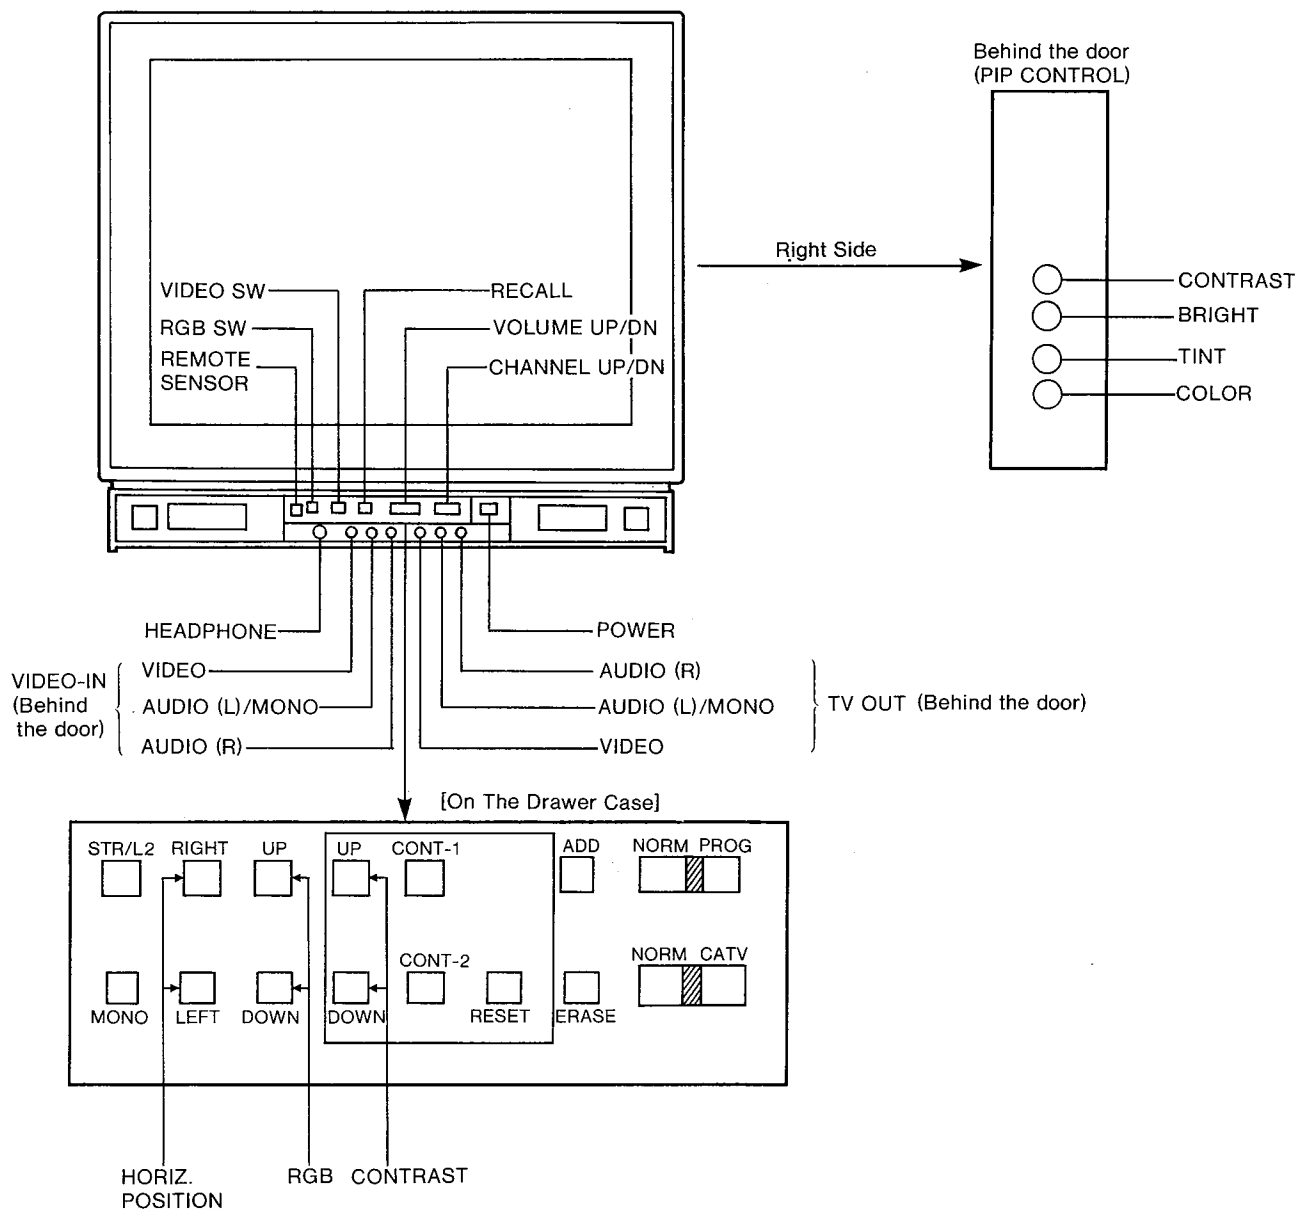 Behind the door
(PIP CONTROL)
Right Side
CONTRAST
BRIGHT
TINT
COLOR
VIDEO SW
RECALL
RGB SW
VOLUME UP/DN
REMOTE
SENSOR
CHANNEL UP/DN
HEADPHONE
POWER
VIDEO-IN
(Behind
the door)
VIDEO
AUDIO (L)/MONO
AUDIO (R)
AUDIO (R)
AUDIO (L)/MONO
VIDEO
TV OUT (Behind the door)
[On The Drawer Case]
STR/L2 RIGHT UP UP CONT-1 ADD NORM PROG
CONT-2 NORM CATV
MONO LEFT DOWN DOWN RESET ERASE
HORIZ.
POSITION
RGB
CONTRAST